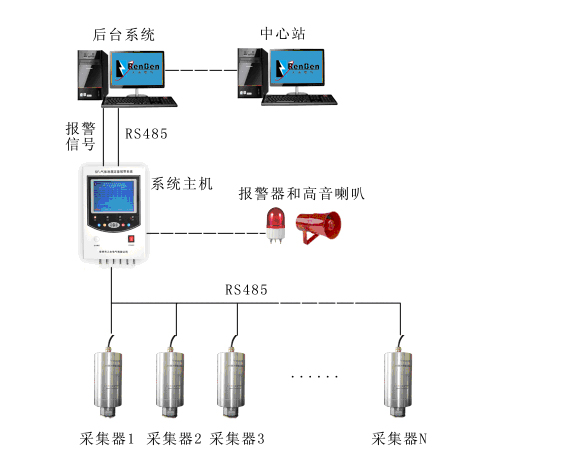 后台系统
中心站
RenGen
RenGen
报警
信号
RS485
系统主机
报警器和高音喇叭
RS485
......
采集器1
采集器2
采集器3
采集器N